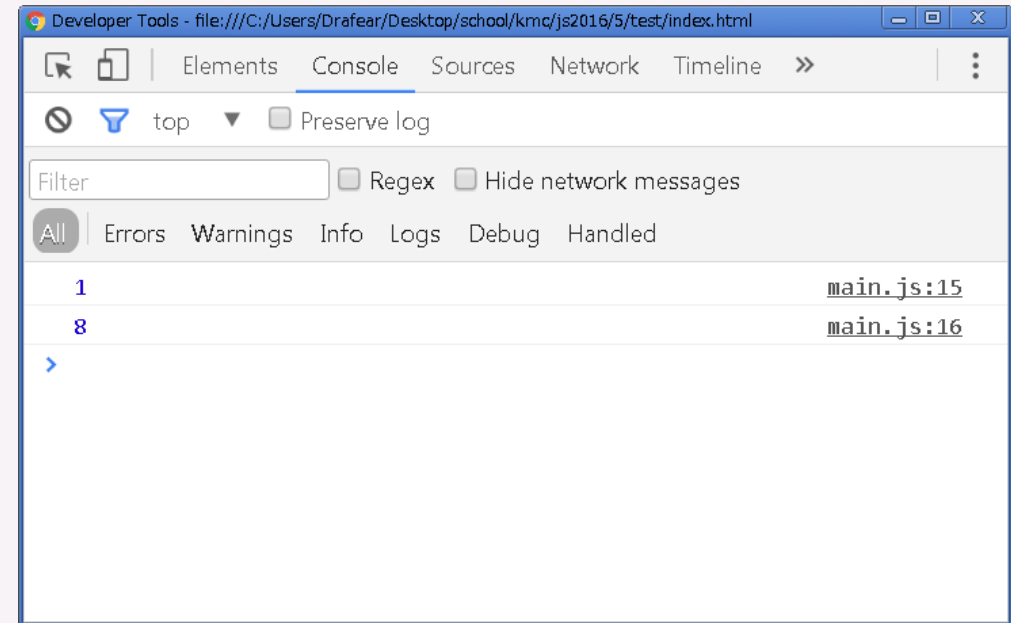 Developer Tools - file:///C:/Users/Drafear/Desktop/school/kmc/js2016/5/test/index.html
Elements Console Sources Network Timeline »
top ▼ Preserve log
Filter Regex Hide network messages
All Errors Warnings Info Logs Debug Handled
1 main.js:15
8 main.js:16
>